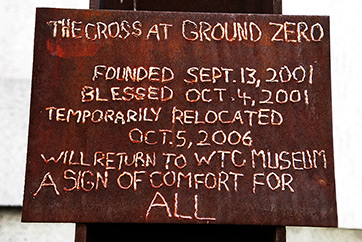 THE CROSS AT GROUND ZERO
FOUNDED SEPT. 13, 2001
BLESSED OCT. 4, 2001
TEMPORARILY RELOCATED
OCT. 5, 2006
WILL RETURN TO WTC MUSEUM
A SIGN OF COMFORT FOR
ALL